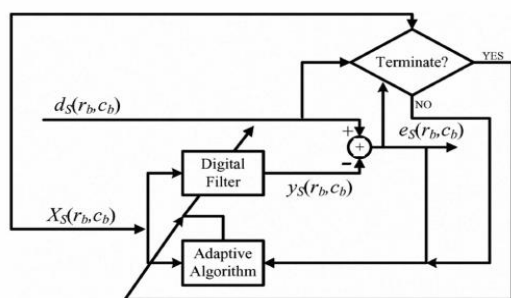 Terminate?
YES
NO
d_S(r_b,c_b)
e_S(r_b,c_b)
+
+
−
Digital
Filter
y_S(r_b,c_b)
X_S(r_b,c_b)
Adaptive
Algorithm